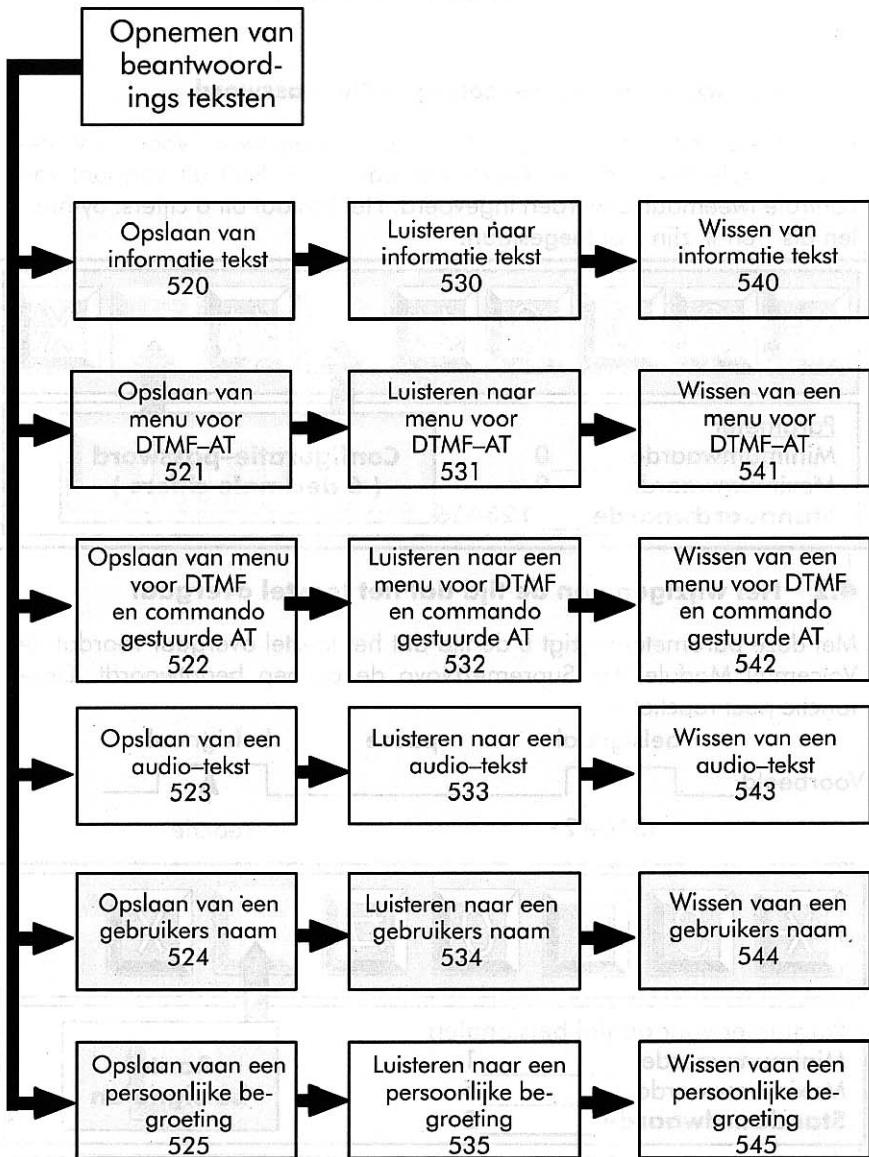 Opnemen van
beantwoord-
ings teksten
Opslaan van
informatie tekst
520
Luisteren naar
informatie tekst
530
Wissen van
informatie tekst
540
Opslaan van
menu voor
DTMF–AT
521
Luisteren naar
menu voor
DTMF–AT
531
Wissen van een
menu voor
DTMF–AT
541
Opslaan van menu
voor DTMF
en commando
gestuurde AT
522
Luisteren naar een
menu voor DTMF
en commando
gestuurde AT
532
Wissen van een
menu voor DTMF
en commando
gestuurde AT
542
Opslaan van een
audio–tekst
523
Luisteren naar een
audio–tekst
533
Wissen van een
audio–tekst
543
Opslaan van een
gebruikers naam
524
Luisteren naar een
gebruikers naam
534
Wissen vaan een
gebruikers naam
544
Opslaan vaan een
persoonlijke be-
groeting
525
Luisteren naar een
persoonlijke be-
groeting
535
Wissen vaan een
persoonlijke be-
groeting
545